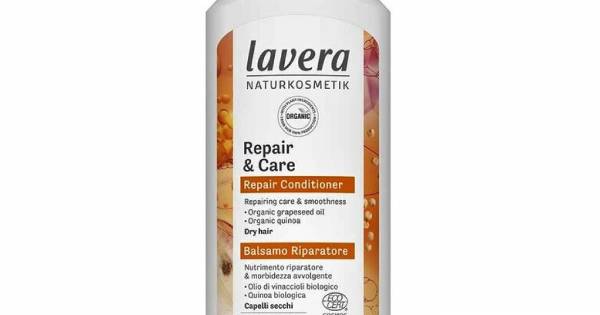 lavera
NATURKOSMETIK
ORGANIC
Repair
& Care
Repair Conditioner
Repairing care & smoothness
• Organic grapeseed oil
• Organic quinoa
Dry hair
Balsamo Riparatore
Nutrimento riparatore
& morbidezza avvolgente
• Olio di vinaccioli biologico
• Quinoa biologica
Capelli secchi
ECO
CERT